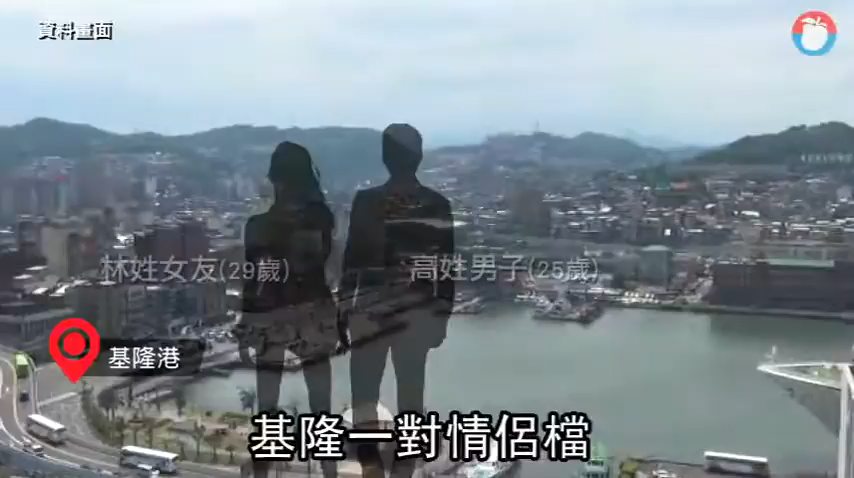 資料畫面
林姓女友(29歲)
高姓男子(25歲)
基隆港
基隆一對情侶檔